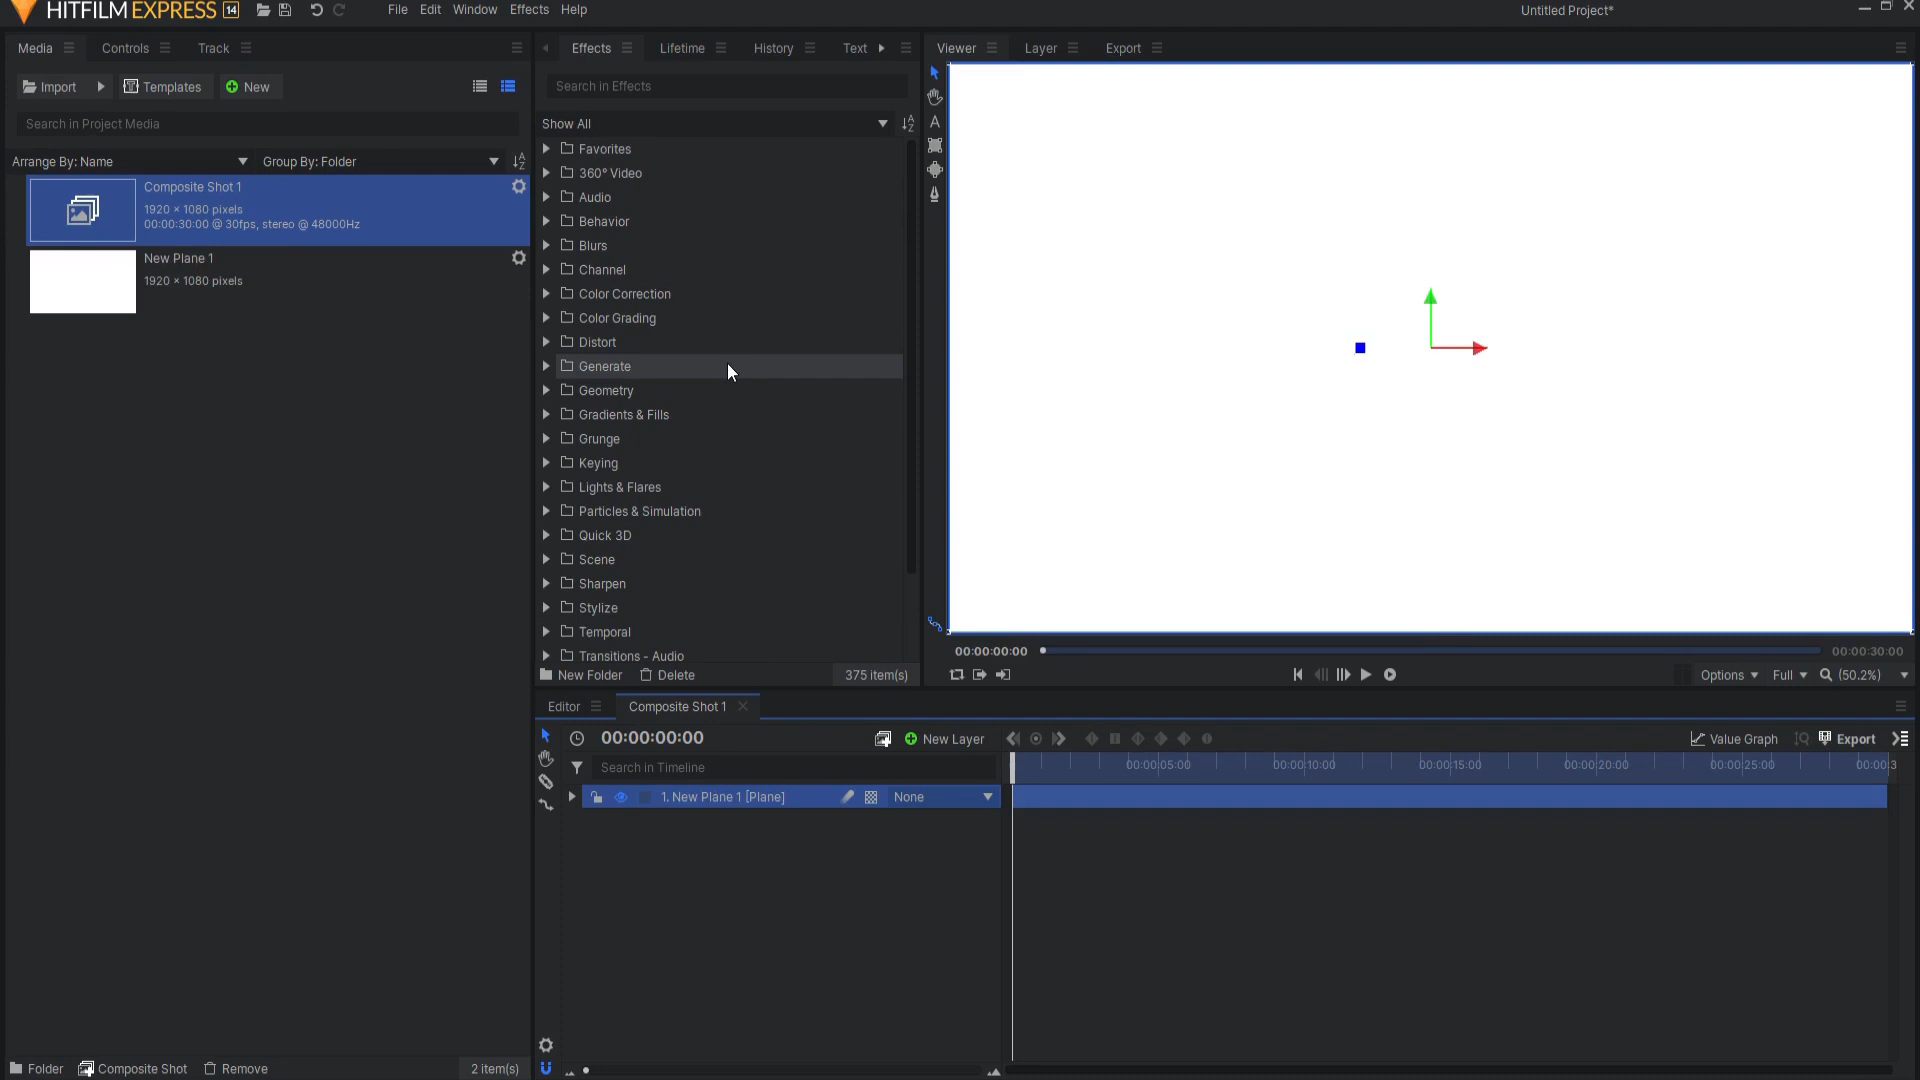 HITFILM EXPRESS 14
File Edit Window Effects Help
Untitled Project*
Media Controls Track
Import Templates New
Search in Project Media
Arrange By: Name Group By: Folder
Composite Shot 1
1920 × 1080 pixels
00:00:30:00 @ 30fps, stereo @ 48000Hz
New Plane 1
1920 × 1080 pixels
Folder Composite Shot Remove 2 item(s)
Effects Lifetime History Text
Search in Effects
Show All
Favorites
360° Video
Audio
Behavior
Blurs
Channel
Color Correction
Color Grading
Distort
Generate
Geometry
Gradients & Fills
Grunge
Keying
Lights & Flares
Particles & Simulation
Quick 3D
Scene
Sharpen
Stylize
Temporal
Transitions - Audio
New Folder Delete 375 item(s)
Viewer Layer Export
A
00:00:00:00 00:00:30:00
Options Full (50.2%)
Editor Composite Shot 1
00:00:00:00 New Layer Value Graph Export
Search in Timeline
00:00:05:00 00:00:10:00 00:00:15:00 00:00:20:00 00:00:25:00 00:00:3
1. New Plane 1 [Plane] None